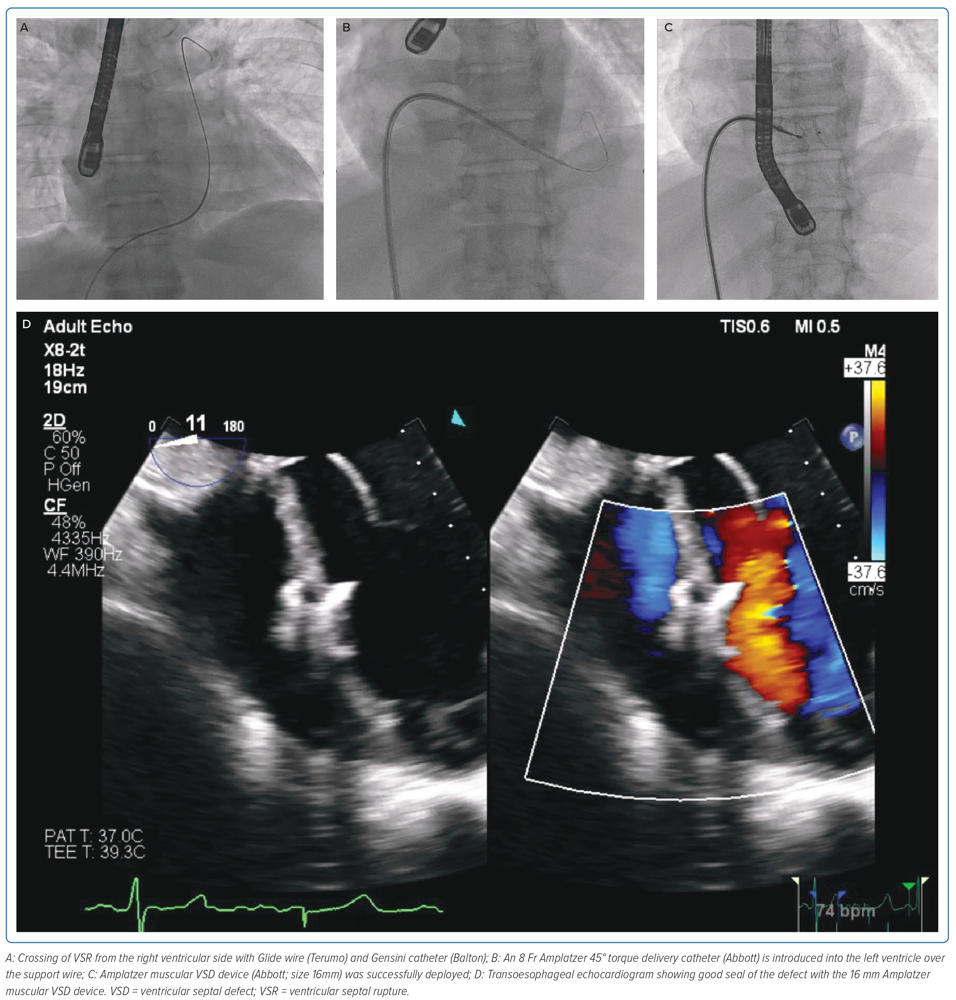 A
B
C
D
Adult Echo
TIS0.6 MI 0.5
X8-2t
18Hz
19cm
M4
+37.6
2D
60%
C 50
P Off
HGen
CF
48%
4335Hz
WF 390Hz
4.4MHz
0 11 180
P
-37.6
cm/s
PAT T: 37.0C
TEE T: 39.3C
74 bpm
A: Crossing of VSR from the right ventricular side with Glide wire (Terumo) and Gensini catheter (Balton); B: An 8 Fr Amplatzer 45° torque delivery catheter (Abbott) is introduced into the left ventricle over
the support wire; C: Amplatzer muscular VSD device (Abbott; size 16mm) was successfully deployed; D: Transoesophageal echocardiogram showing good seal of the defect with the 16 mm Amplatzer
muscular VSD device. VSD = ventricular septal defect; VSR = ventricular septal rupture.